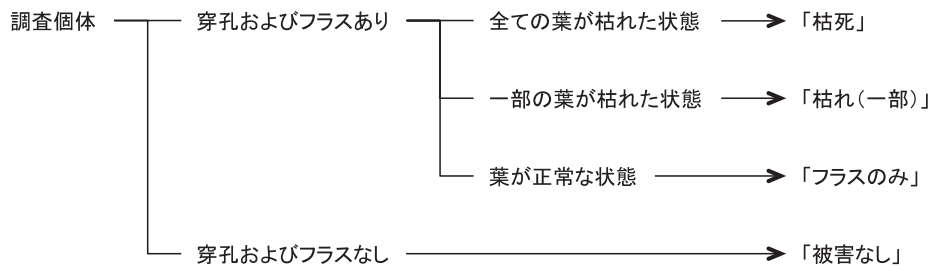 調査個体 穿孔およびフラスあり 全ての葉が枯れた状態 「枯死」
一部の葉が枯れた状態 「枯れ(一部)」
葉が正常な状態 「フラスのみ」
穿孔およびフラスなし 「被害なし」